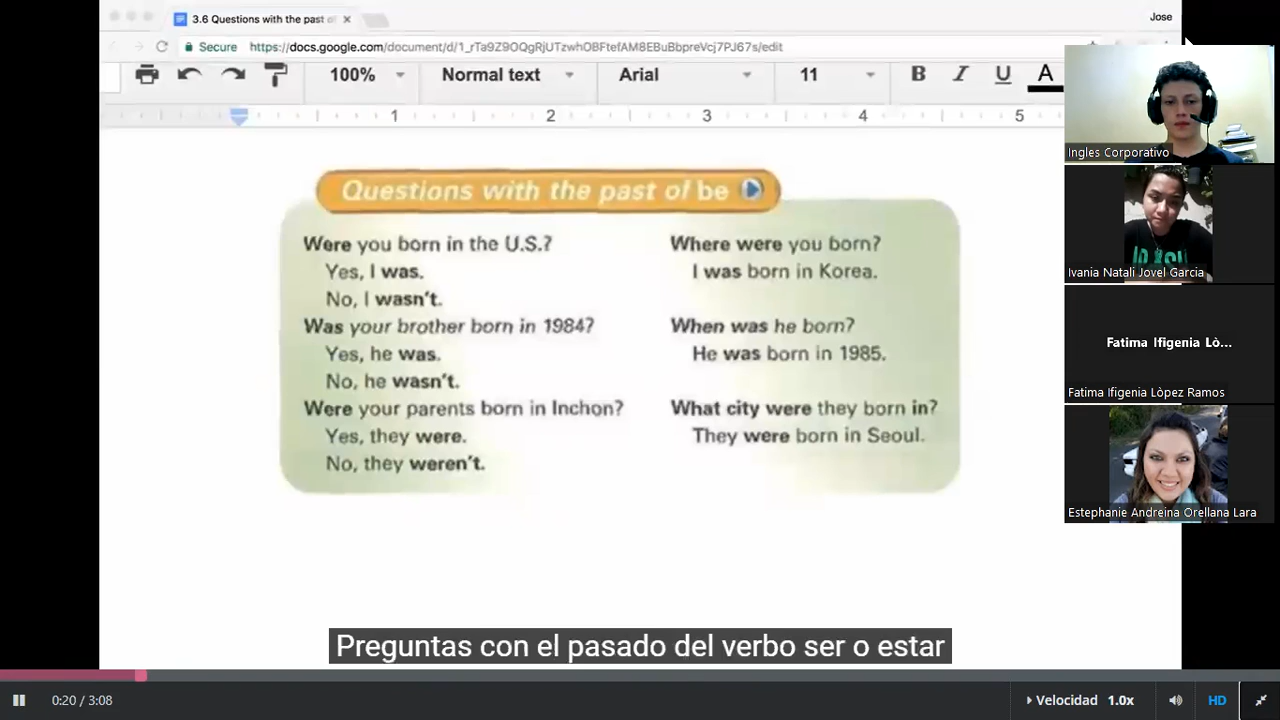 3.6 Questions with the past of
Jose
Secure https://docs.google.com/document/d/1_rTa9Z9OQgRjUTzwhOBFtefAM8EBuBbpreVcj7PJ67s/edit
100% Normal text Arial 11 B I U A
1 2 3 4 5
Questions with the past of be
Were you born in the U.S.?
Yes, I was.
No, I wasn't.
Was your brother born in 1984?
Yes, he was.
No, he wasn't.
Were your parents born in Inchon?
Yes, they were.
No, they weren't.
Where were you born?
I was born in Korea.
When was he born?
He was born in 1985.
What city were they born in?
They were born in Seoul.
Ingles Corporativo
Ivania Natali Jovel Garcia
Fatima Ifigenia Lò...
Fatima Ifigenia Lòpez Ramos
Estephanie Andreina Orellana Lara
Preguntas con el pasado del verbo ser o estar
0:20 / 3:08
Velocidad 1.0x
HD